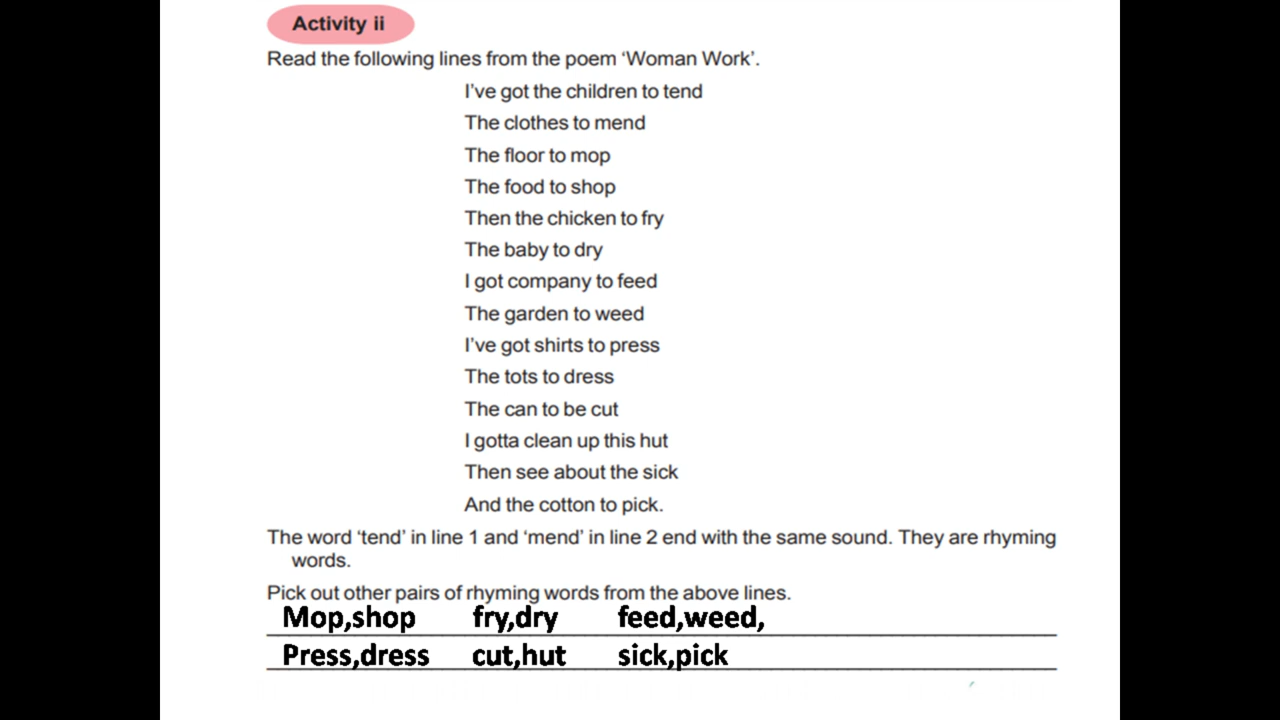 Activity ii
Read the following lines from the poem ‘Woman Work’.
I’ve got the children to tend
The clothes to mend
The floor to mop
The food to shop
Then the chicken to fry
The baby to dry
I got company to feed
The garden to weed
I’ve got shirts to press
The tots to dress
The can to be cut
I gotta clean up this hut
Then see about the sick
And the cotton to pick.
The word ‘tend’ in line 1 and ‘mend’ in line 2 end with the same sound. They are rhyming
words.
Pick out other pairs of rhyming words from the above lines.
Mop,shop fry,dry feed,weed,
Press,dress cut,hut sick,pick